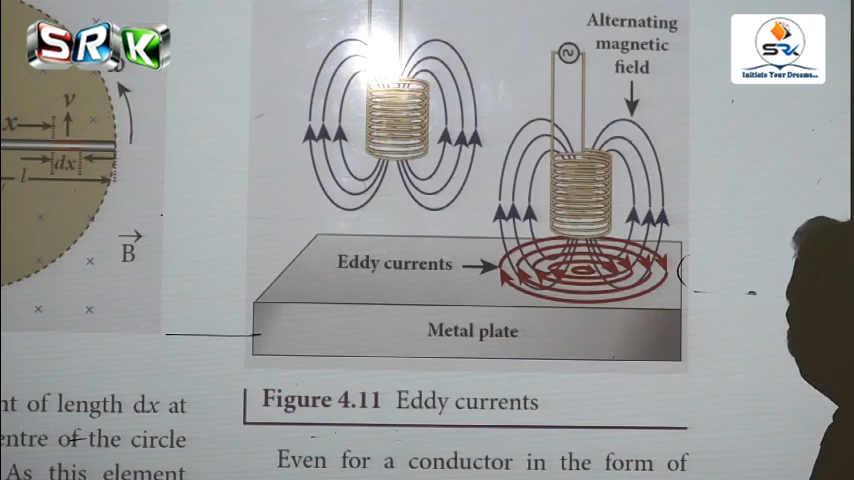 SRK
SRK
Initiate Your Dreams...
Alternating
magnetic
field
v
x
dx
l
B
Eddy currents
Metal plate
Figure 4.11 Eddy currents
nt of length dx at
entre of the circle
As this element
Even for a conductor in the form of